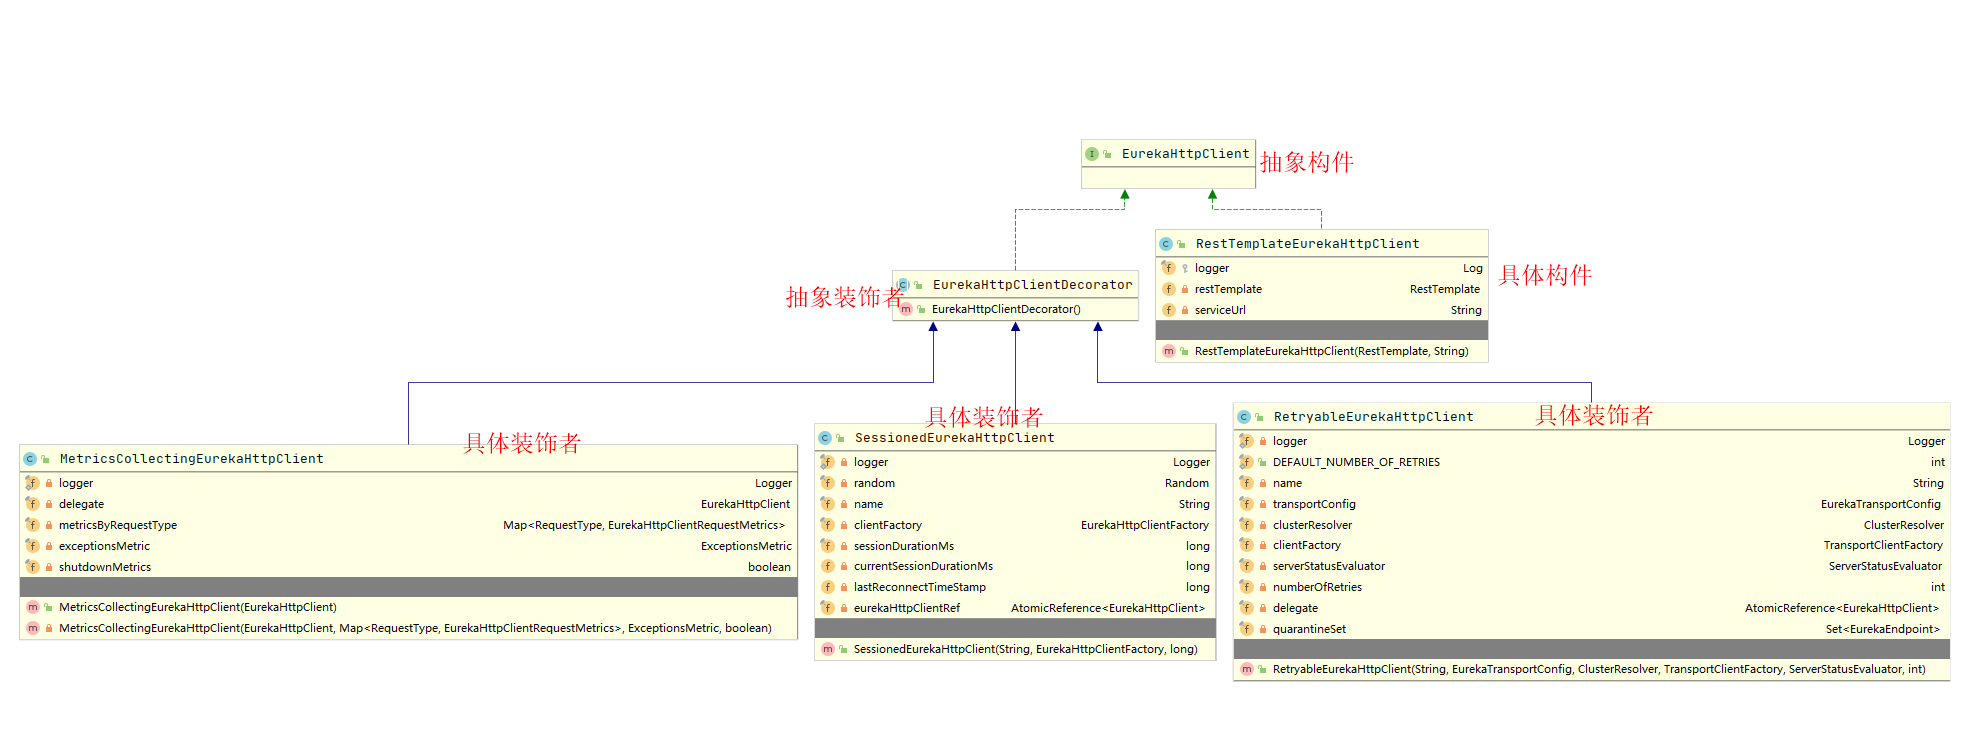 EurekaHttpClient
抽象构件
RestTemplateEurekaHttpClient
logger Log
restTemplate RestTemplate
serviceUrl String
RestTemplateEurekaHttpClient(RestTemplate, String)
具体构件
抽象装饰者
EurekaHttpClientDecorator
EurekaHttpClientDecorator()
具体装饰者
MetricsCollectingEurekaHttpClient
logger Logger
delegate EurekaHttpClient
metricsByRequestType Map<RequestType, EurekaHttpClientRequestMetrics>
exceptionsMetric ExceptionsMetric
shutdownMetrics boolean
MetricsCollectingEurekaHttpClient(EurekaHttpClient)
MetricsCollectingEurekaHttpClient(EurekaHttpClient, Map<RequestType, EurekaHttpClientRequestMetrics>, ExceptionsMetric, boolean)
具体装饰者
SessionedEurekaHttpClient
logger Logger
random Random
name String
clientFactory EurekaHttpClientFactory
sessionDurationMs long
currentSessionDurationMs long
lastReconnectTimeStamp long
eurekaHttpClientRef AtomicReference<EurekaHttpClient>
SessionedEurekaHttpClient(String, EurekaHttpClientFactory, long)
具体装饰者
RetryableEurekaHttpClient
logger Logger
DEFAULT_NUMBER_OF_RETRIES int
name String
transportConfig EurekaTransportConfig
clusterResolver ClusterResolver
clientFactory TransportClientFactory
serverStatusEvaluator ServerStatusEvaluator
numberOfRetries int
delegate AtomicReference<EurekaHttpClient>
quarantineSet Set<EurekaEndpoint>
RetryableEurekaHttpClient(String, EurekaTransportConfig, ClusterResolver, TransportClientFactory, ServerStatusEvaluator, int)